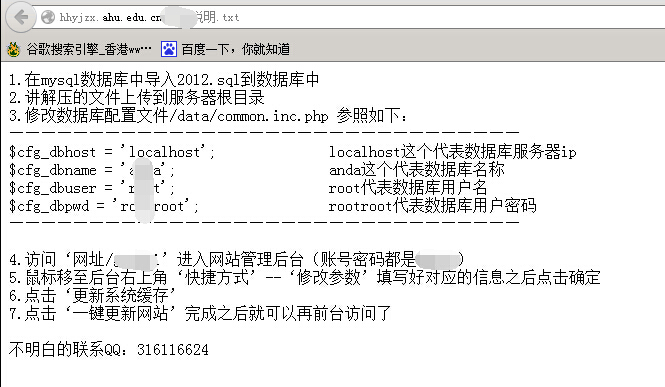 hhyjzx.ahu.edu.cn 说明.txt
谷歌搜索引擎_香港ww… 百度一下，你就知道
1.在mysql数据库中导入2012.sql到数据库中
2.讲解压的文件上传到服务器根目录
3.修改数据库配置文件/data/common.inc.php 参照如下：
$cfg_dbhost = 'localhost'; localhost这个代表数据库服务器ip
$cfg_dbname = ' '; anda这个代表数据库名称
$cfg_dbuser = ' '; root代表数据库用户名
$cfg_dbpwd = ' root'; rootroot代表数据库用户密码
4.访问‘网址/ ’进入网站管理后台（账号密码都是 ）
5.鼠标移至后台右上角‘快捷方式’--‘修改参数’填写好对应的信息之后点击确定
6.点击‘更新系统缓存’
7.点击‘一键更新网站’完成之后就可以再前台访问了
不明白的联系QQ：316116624